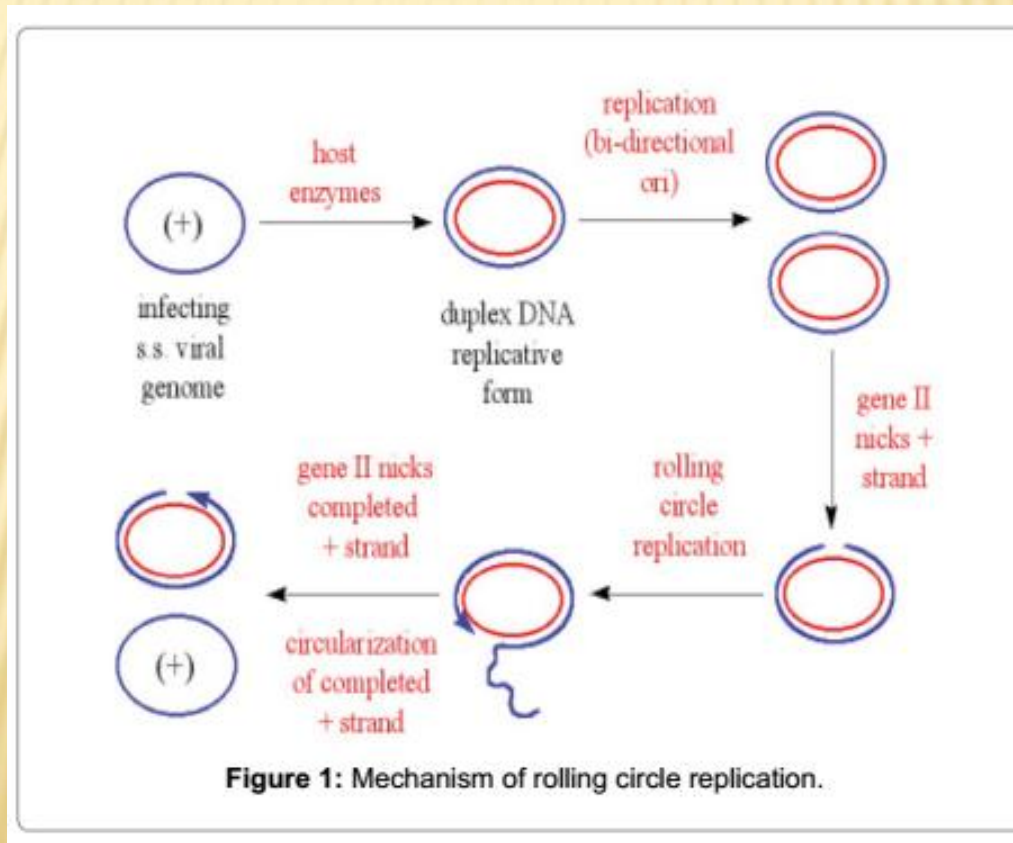 host
enzymes
replication
(bi-directional
ori)
(+)
infecting
s.s. viral
genome
duplex DNA
replicative
form
gene II
nicks +
strand
rolling
circle
replication
gene II nicks
completed
+ strand
circularization
of completed
+ strand
(+)
Figure 1: Mechanism of rolling circle replication.